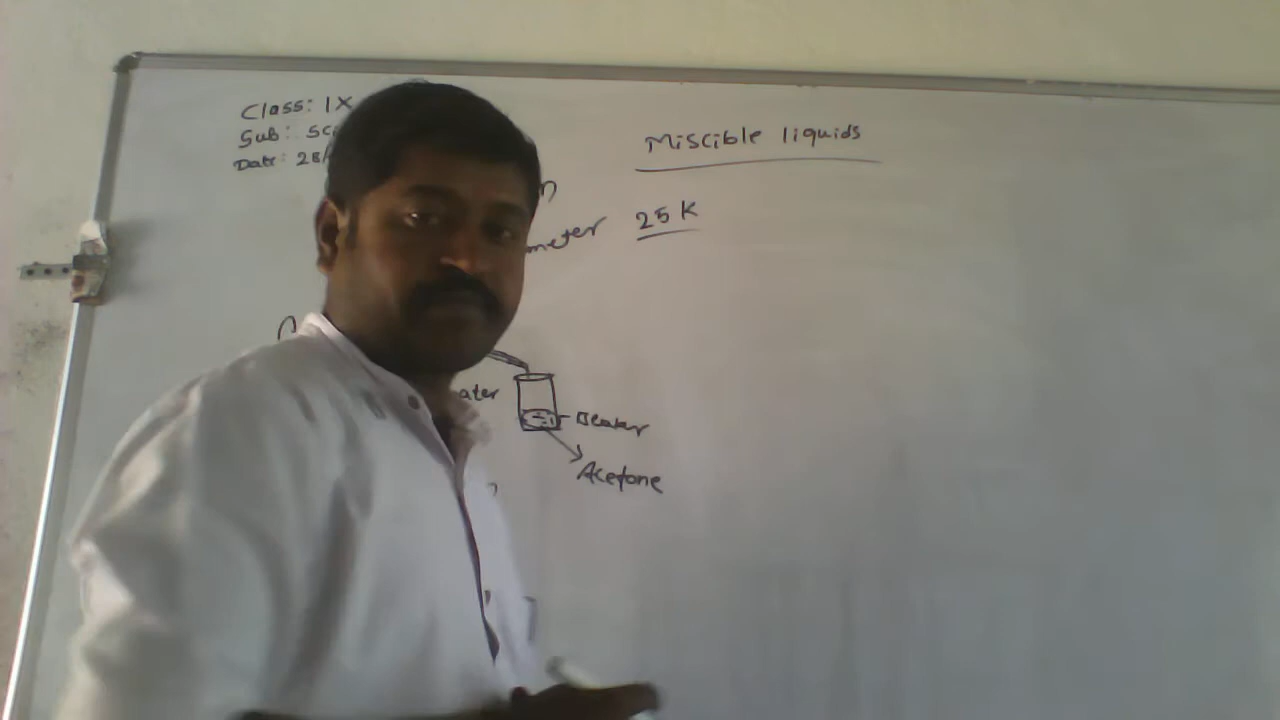 Class: IX
Sub: Sc
Date: 28/
Miscible liquids
meter 25 K
ater
Beaker
Acetone